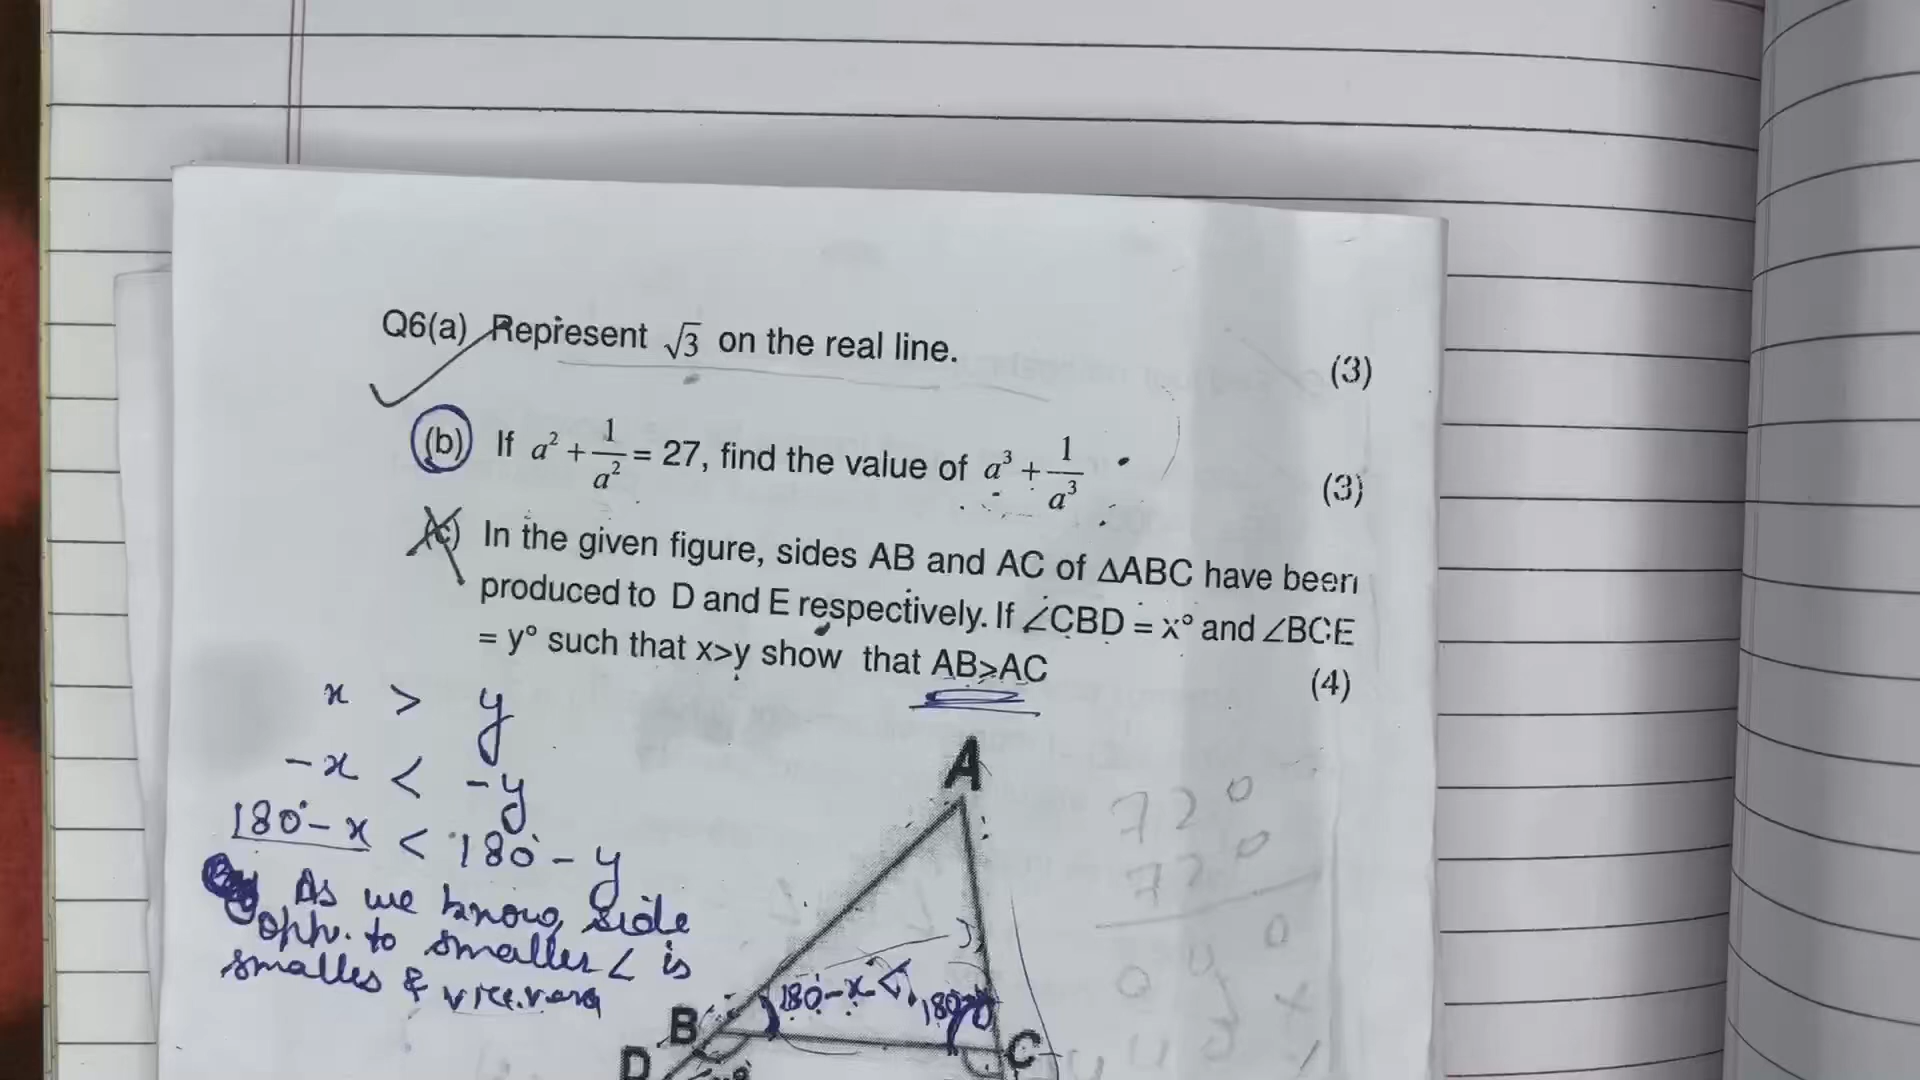 Q6(a) Represent √3 on the real line. (3)
(b) If a² + 1/a² = 27, find the value of a³ + 1/a³ . (3)
(c) In the given figure, sides AB and AC of ΔABC have been
produced to D and E respectively. If ∠CBD = x° and ∠BCE
= y° such that x>y show that AB>AC (4)
x > y
-x < -y
180-x < 180-y
As we know, side
opp. to smaller ∠ is
smaller & vice versa
A
72°
72°
180-x <
B
C
D